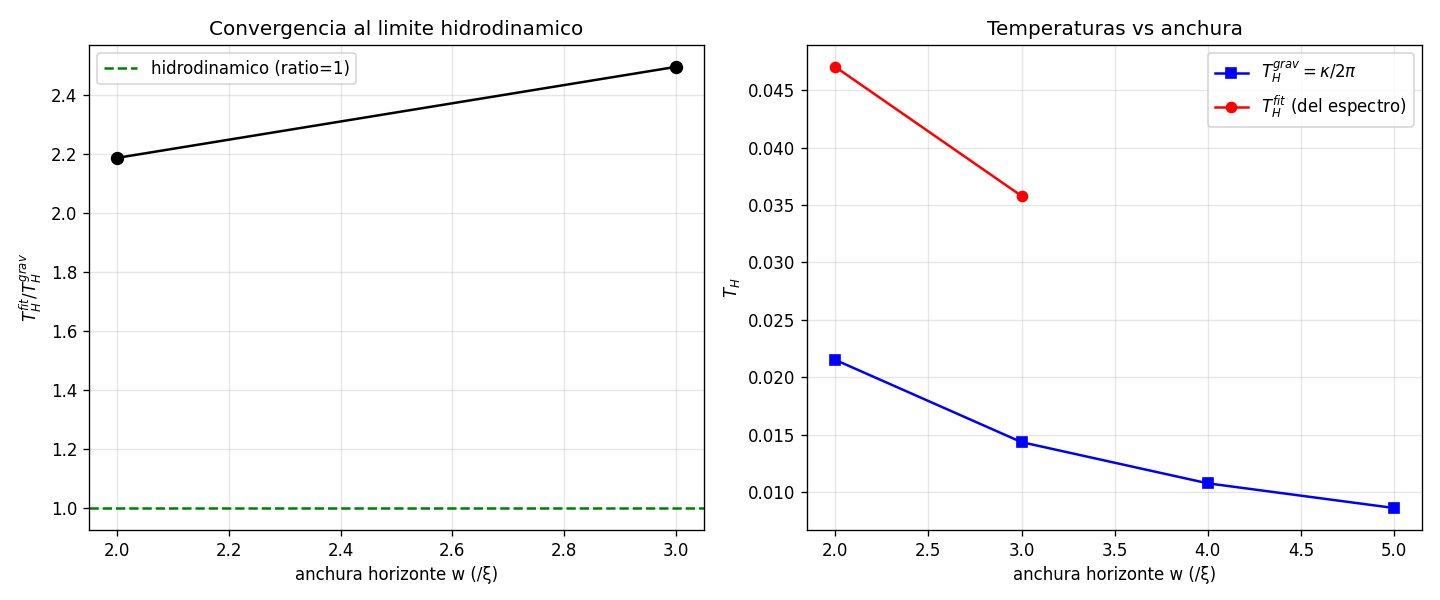 Convergencia al limite hidrodinamico
hidrodinamico (ratio=1)
2.4
2.2
2.0
1.8
1.6
1.4
1.2
1.0
T_H^{fit}/T_H^{grav}
2.0 2.2 2.4 2.6 2.8 3.0
anchura horizonte w (/ξ)
Temperaturas vs anchura
T_H^{grav} = κ/2π
T_H^{fit} (del espectro)
0.045
0.040
0.035
0.030
0.025
0.020
0.015
0.010
T_H
2.0 2.5 3.0 3.5 4.0 4.5 5.0
anchura horizonte w (/ξ)